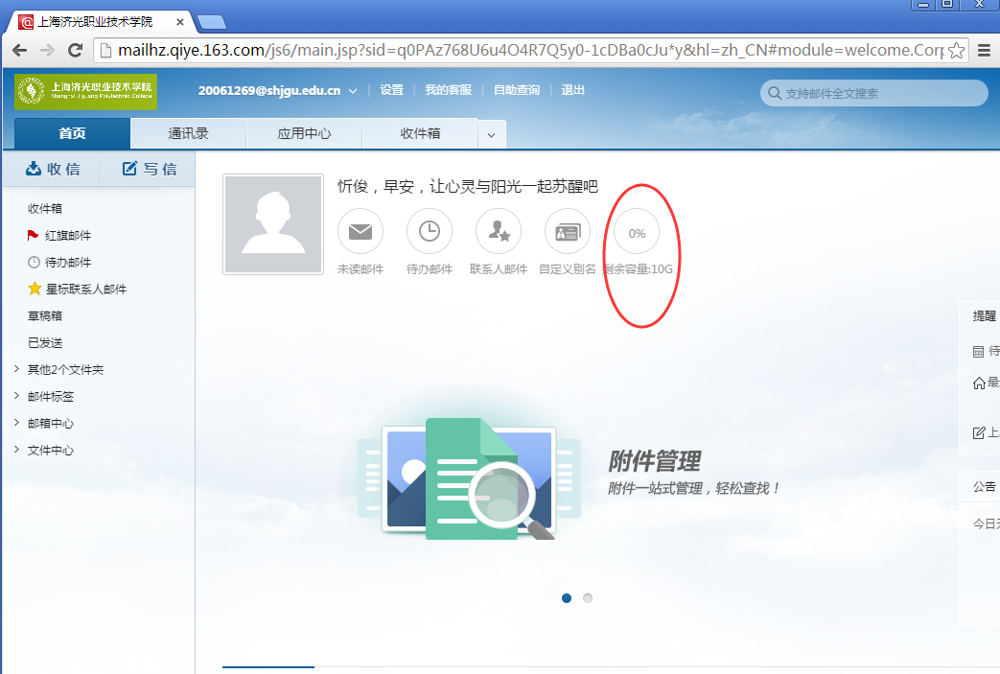 上海济光职业技术学院
mailhz.qiye.163.com/js6/main.jsp?sid=q0PAz768U6u4O4R7Q5y0-1cDBa0cJu*y&hl=zh_CN#module=welcome.Corp
上海济光职业技术学院
Shanghai Jiguang Polytechnic College
20061269@shjgu.edu.cn 设置 我的客服 自助查询 退出
支持邮件全文搜索
首页 通讯录 应用中心 收件箱
收信 写信
收件箱
红旗邮件
待办邮件
星标联系人邮件
草稿箱
已发送
其他2个文件夹
邮件标签
邮箱中心
文件中心
忻俊，早安，让心灵与阳光一起苏醒吧
0%
未读邮件 待办邮件 联系人邮件 自定义别名 剩余容量:10G
附件管理
附件一站式管理，轻松查找！
提醒
待
最
上
公告
今日天